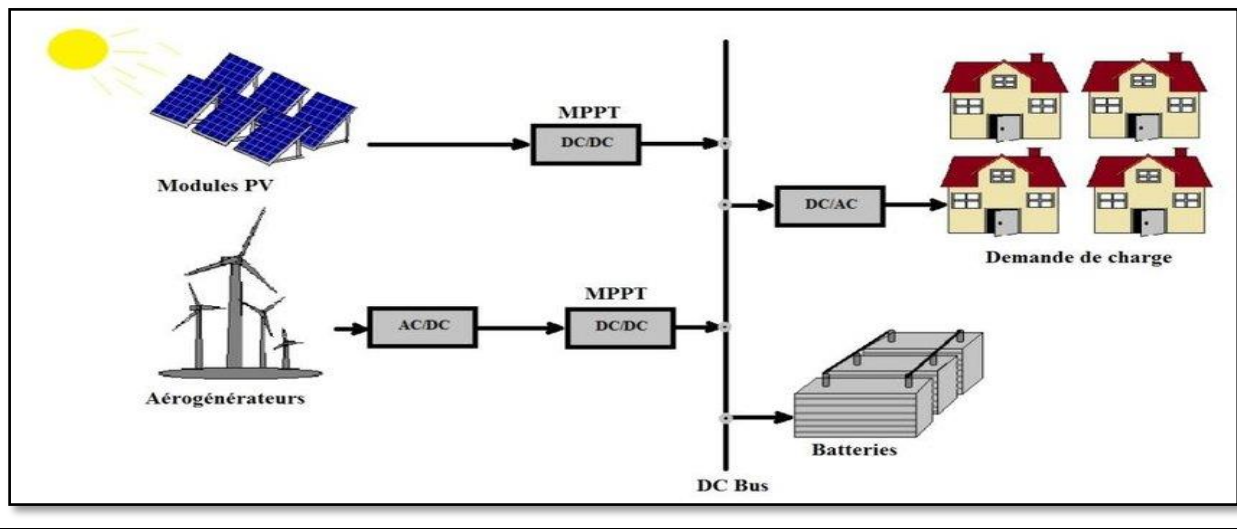 MPPT
DC/DC
Modules PV
DC/AC
Demande de charge
MPPT
AC/DC
DC/DC
Aérogénérateurs
Batteries
DC Bus